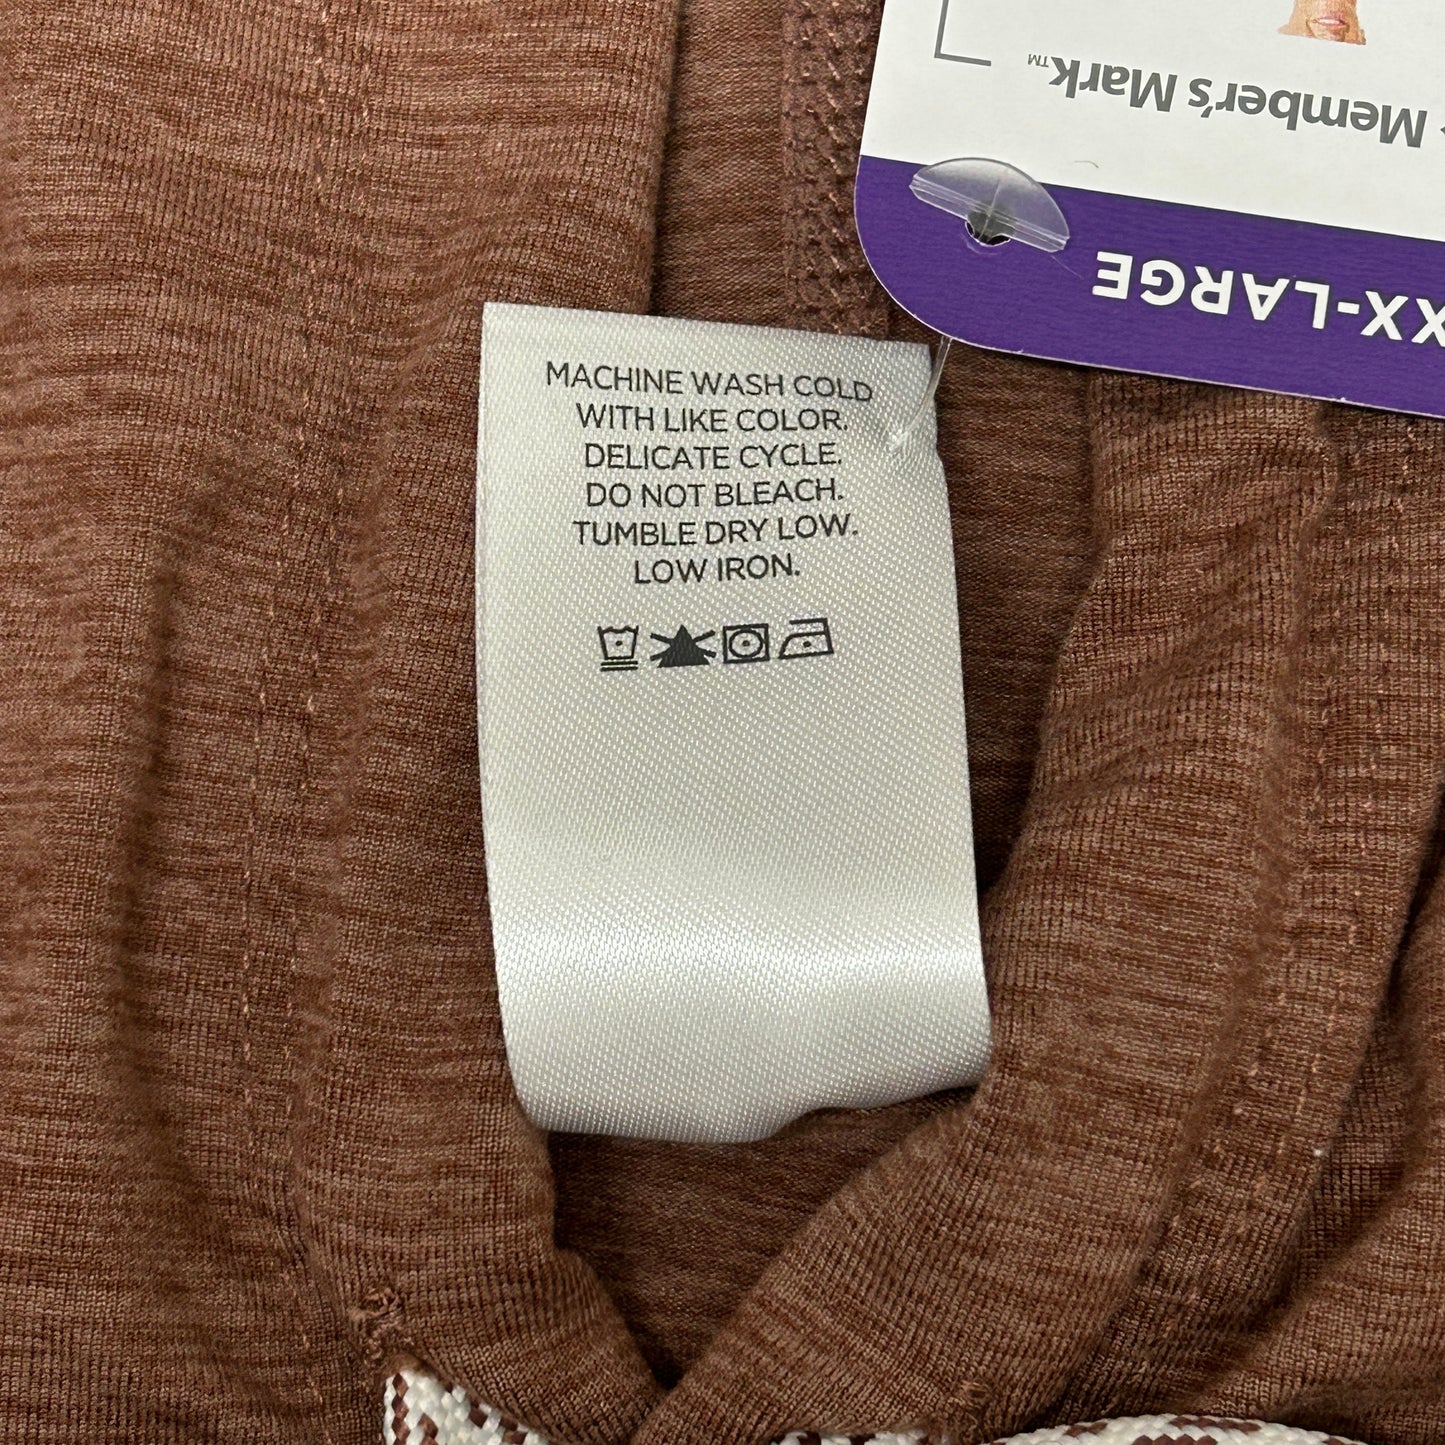 Member's Mark™
XX-LARGE
MACHINE WASH COLD
WITH LIKE COLOR.
DELICATE CYCLE.
DO NOT BLEACH.
TUMBLE DRY LOW.
LOW IRON.